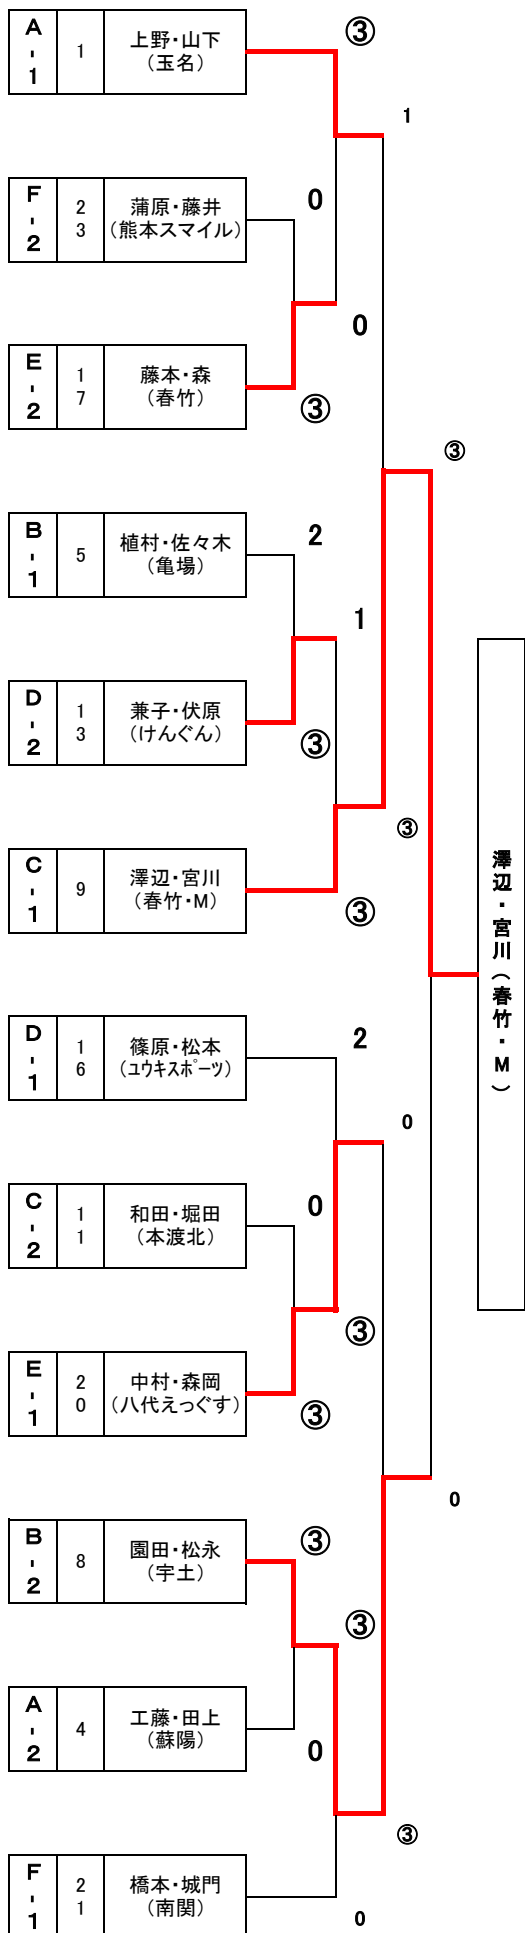 A-1 1 上野・山下
(玉名)
③
1
F-2 23 蒲原・藤井
(熊本スマイル)
0
0
E-2 17 藤本・森
(春竹)
③
③
B-1 5 植村・佐々木
(亀場)
2
1
D-2 13 兼子・伏原
(けんぐん)
③
③
C-1 9 澤辺・宮川
(春竹・M)
③
澤辺・宮川(春竹・M)
D-1 16 篠原・松本
(ユウキスポーツ)
2
0
C-2 11 和田・堀田
(本渡北)
0
③
E-1 20 中村・森岡
(八代えっぐす)
③
0
B-2 8 園田・松永
(宇土)
③
③
A-2 4 工藤・田上
(蘇陽)
0
③
F-1 21 橋本・城門
(南関)
0